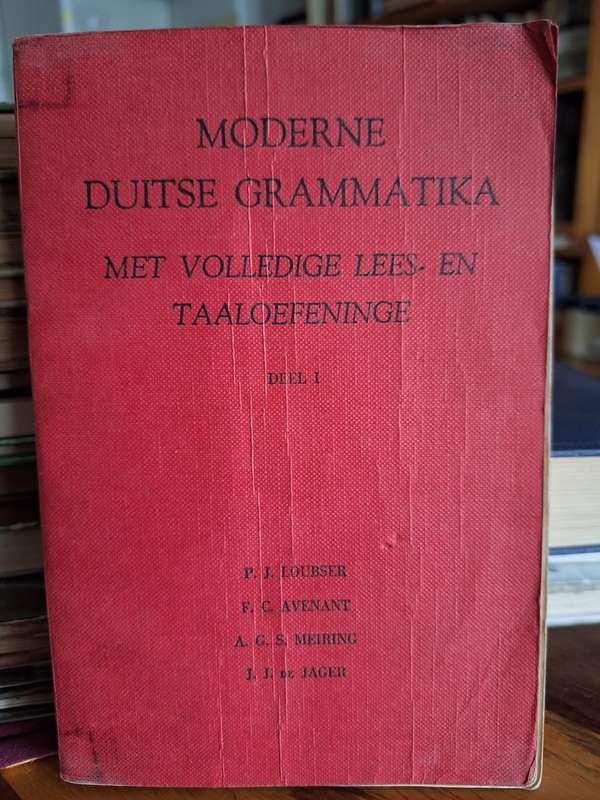 MODERNE
DUITSE GRAMMATIKA
MET VOLLEDIGE LEES- EN
TAALOEFENINGE
DEEL I
P. J. LOUBSER
F. C. AVENANT
A. G. S. MEIRING
J. J. DE JAGER